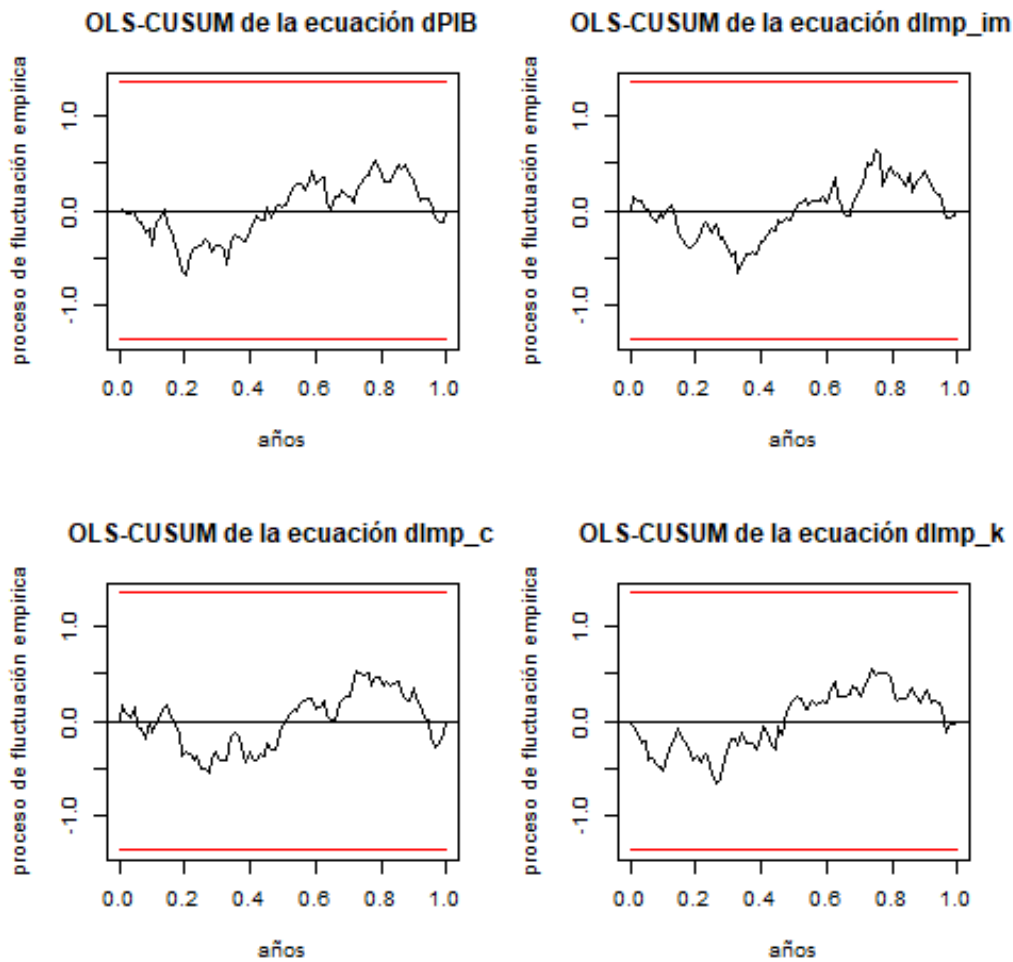 OLS-CUSUM de la ecuación dPIB
proceso de fluctuación empírica
1.0
0.0
-1.0
0.0 0.2 0.4 0.6 0.8 1.0
años
OLS-CUSUM de la ecuación dImp_im
proceso de fluctuación empírica
1.0
0.0
-1.0
0.0 0.2 0.4 0.6 0.8 1.0
años
OLS-CUSUM de la ecuación dImp_c
proceso de fluctuación empírica
1.0
0.0
-1.0
0.0 0.2 0.4 0.6 0.8 1.0
años
OLS-CUSUM de la ecuación dImp_k
proceso de fluctuación empírica
1.0
0.0
-1.0
0.0 0.2 0.4 0.6 0.8 1.0
años